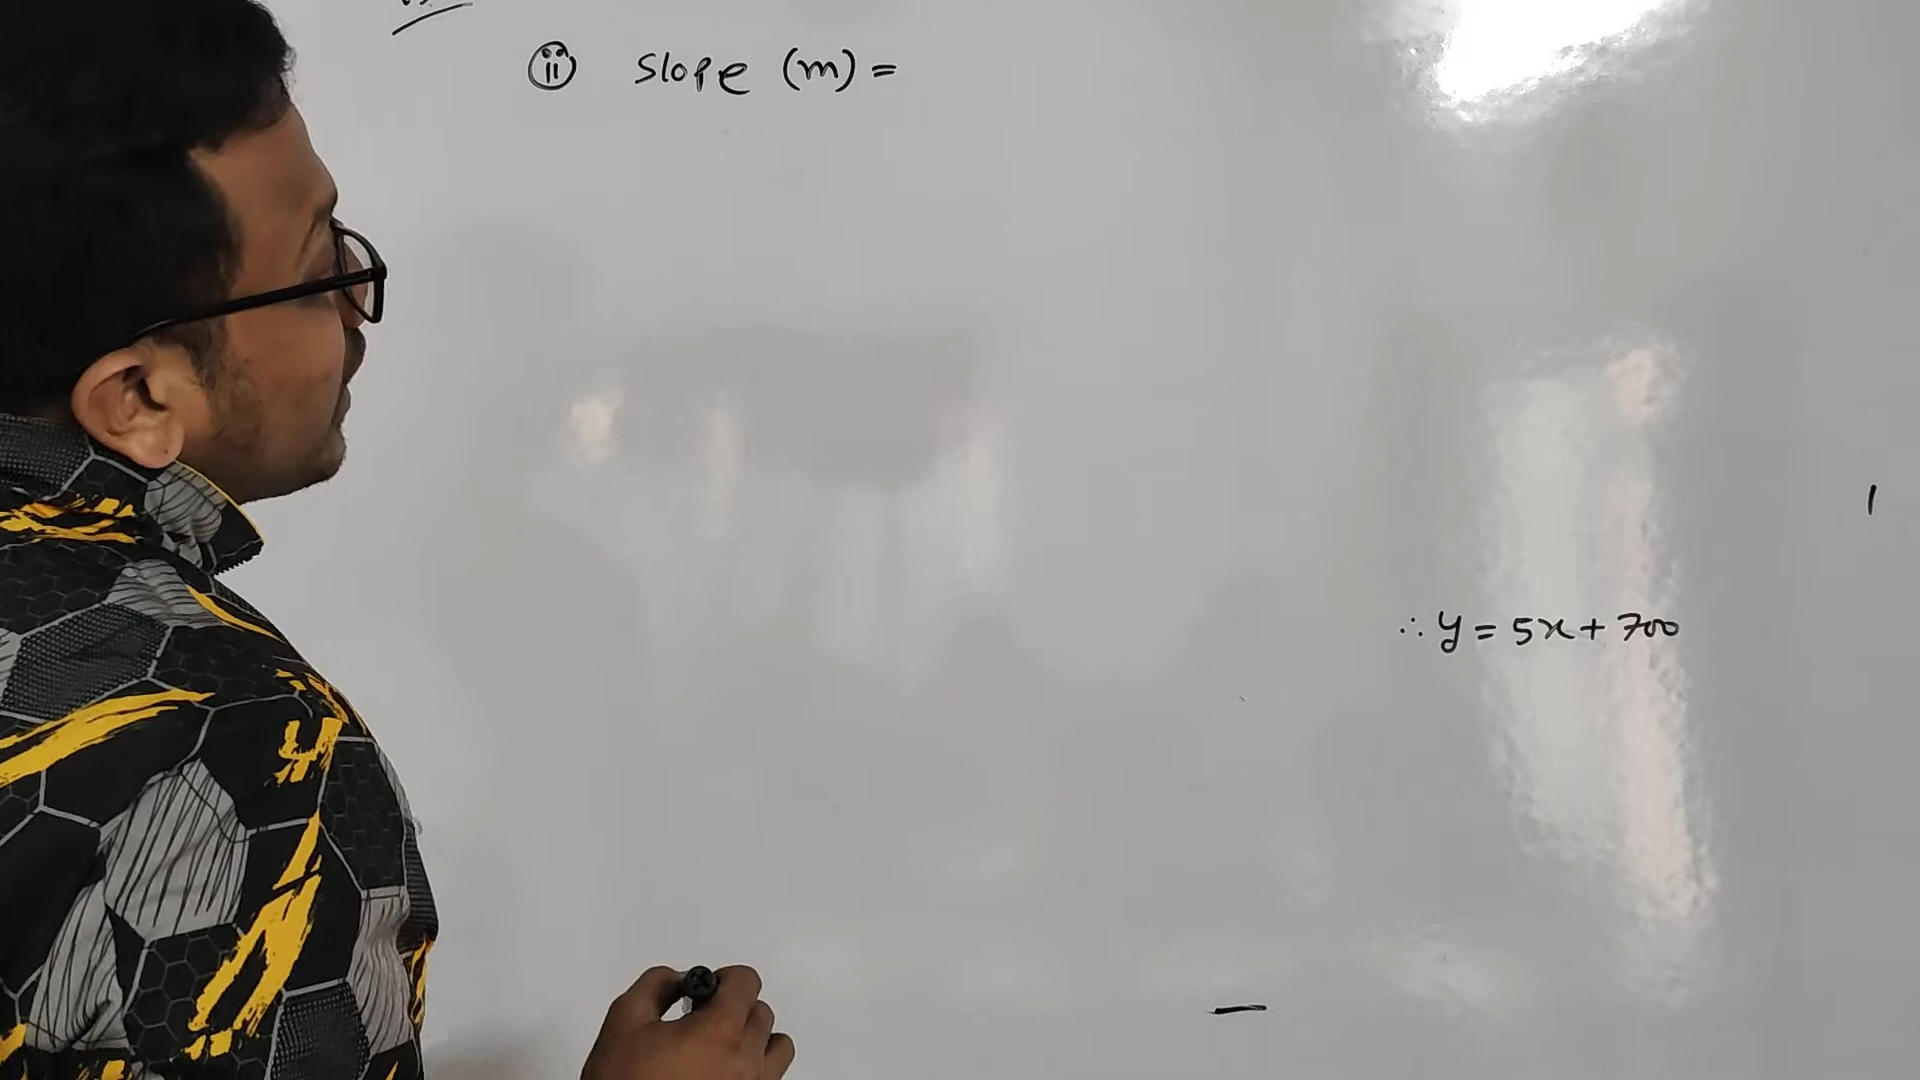 ii Slope (m) =
∴ y = 5x + 700